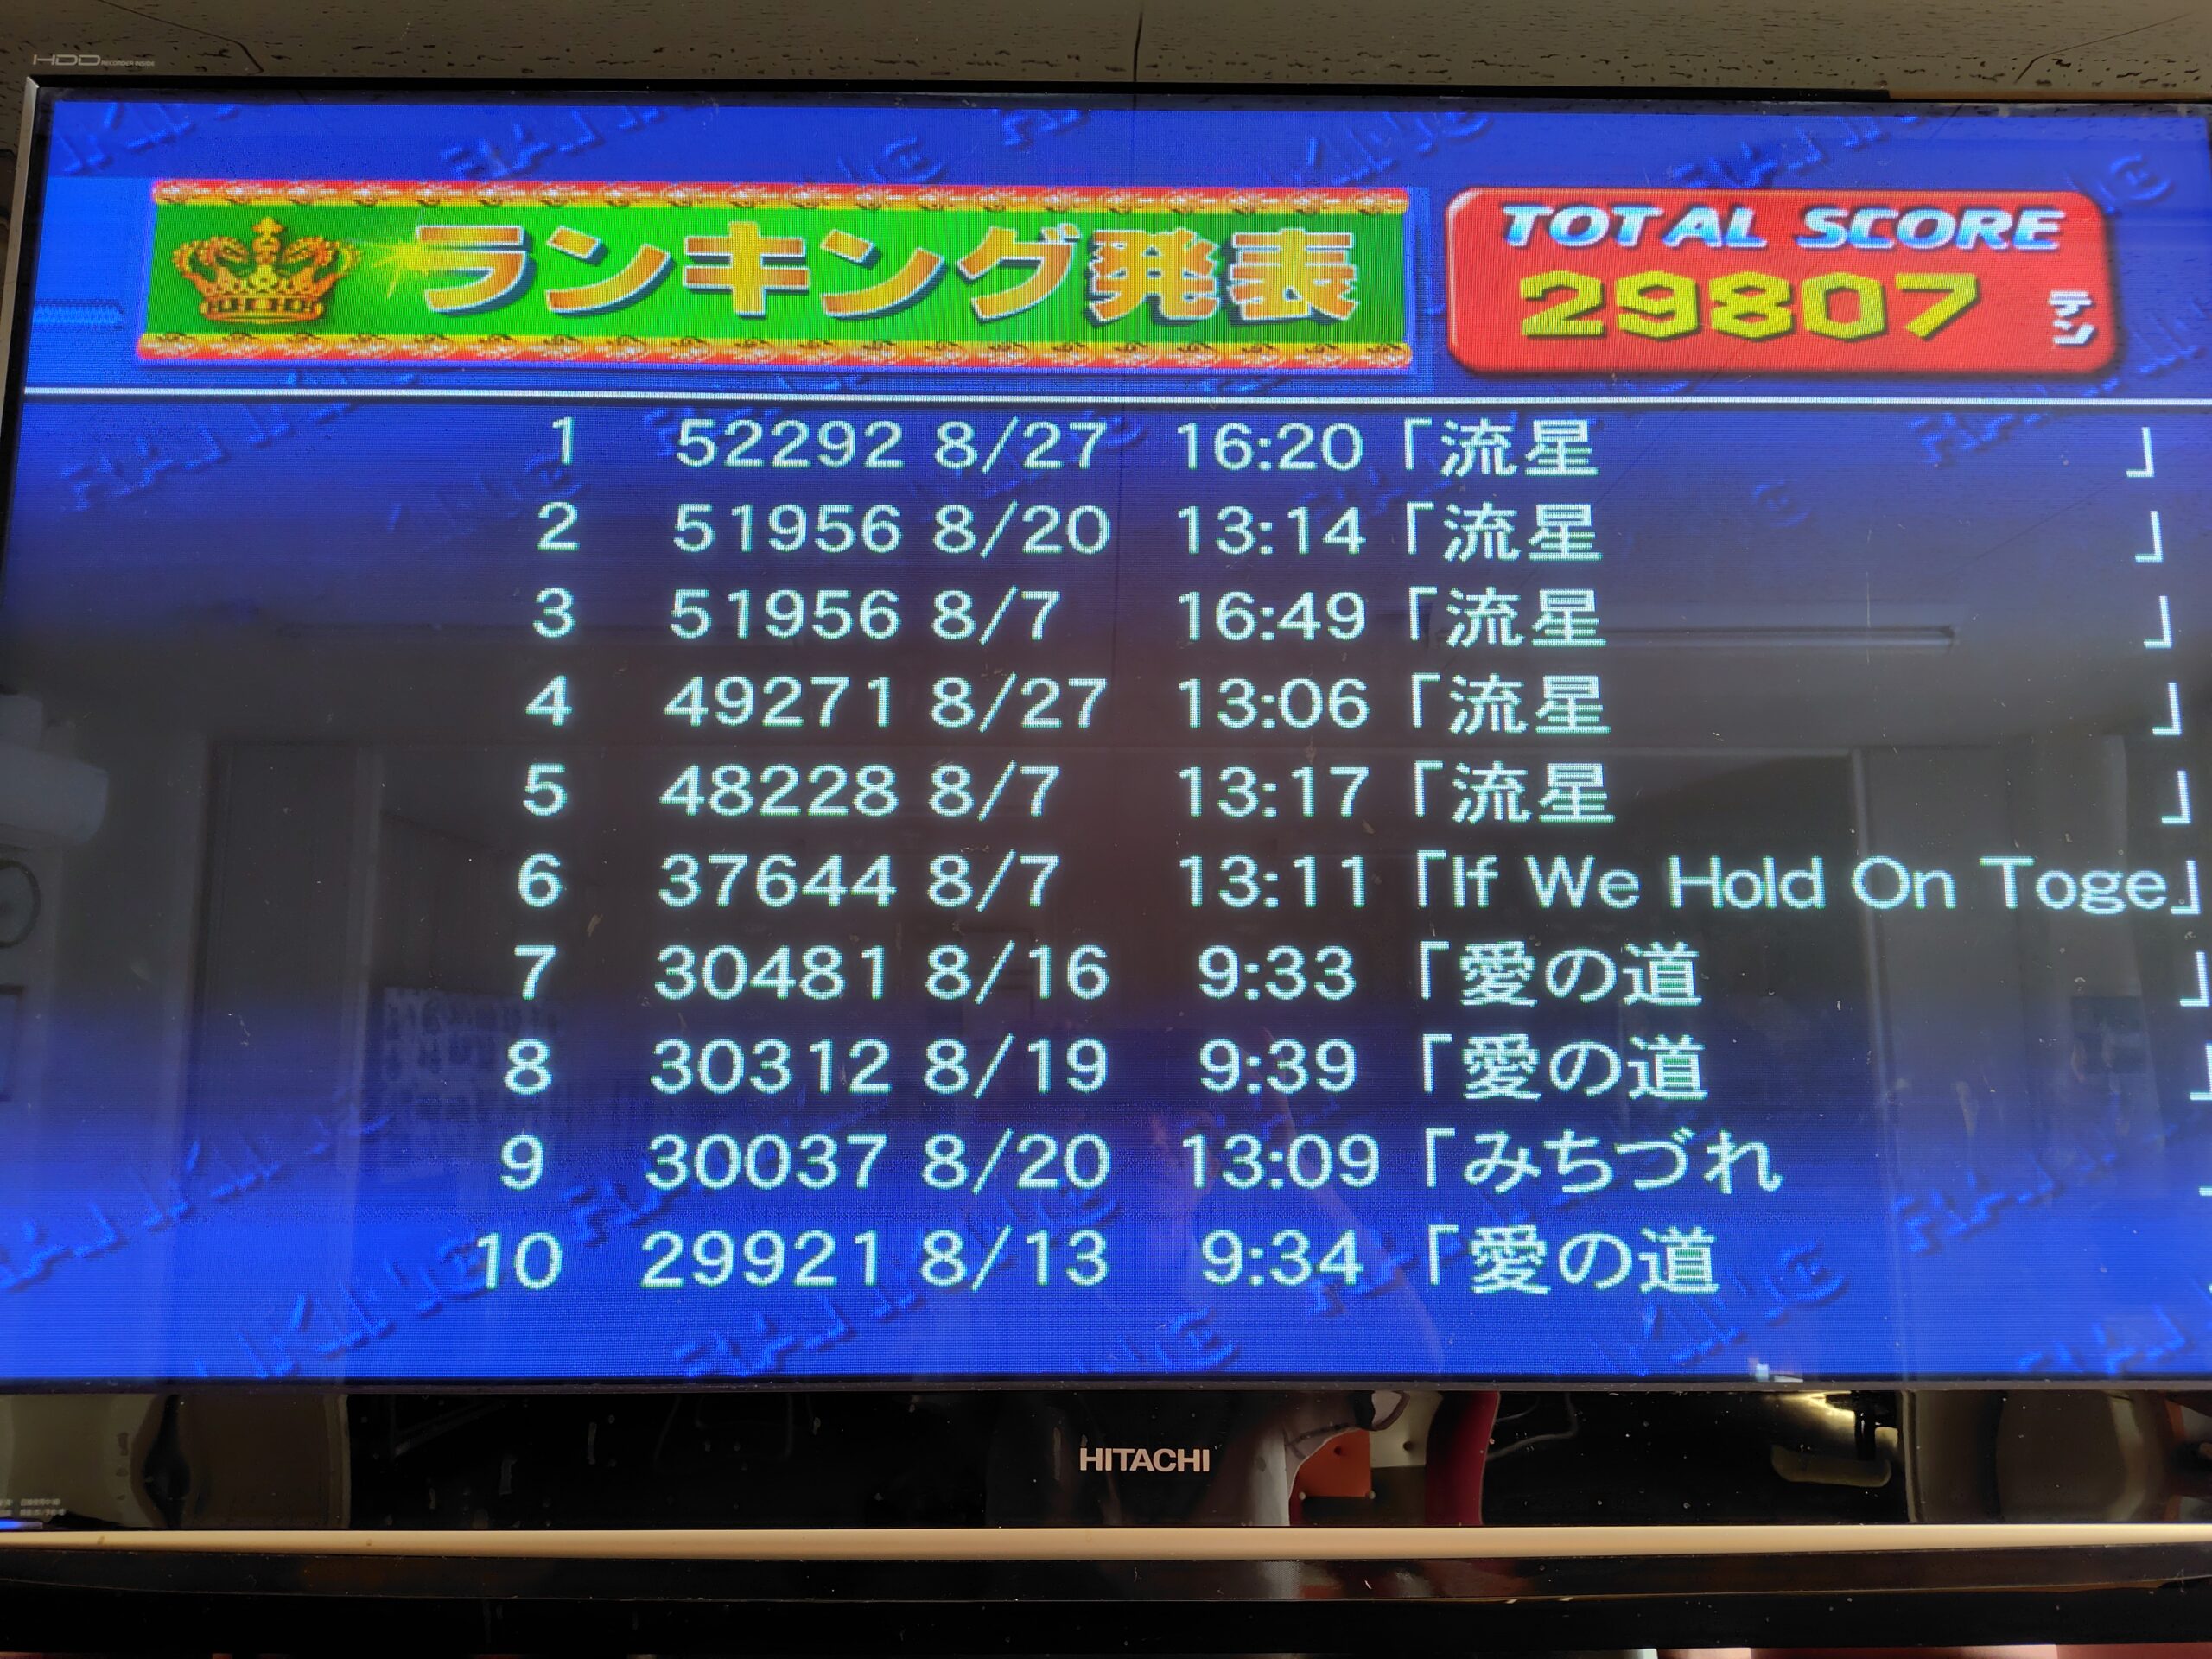 HDD RECORDER INSIDE
ランキング発表
TOTAL SCORE
29807 テン
1 52292 8/27 16:20 「流星 」
2 51956 8/20 13:14 「流星 」
3 51956 8/7 16:49 「流星 」
4 49271 8/27 13:06 「流星 」
5 48228 8/7 13:17 「流星 」
6 37644 8/7 13:11 「If We Hold On Toge」
7 30481 8/16 9:33 「愛の道 」
8 30312 8/19 9:39 「愛の道 」
9 30037 8/20 13:09 「みちづれ 」
10 29921 8/13 9:34 「愛の道
HITACHI